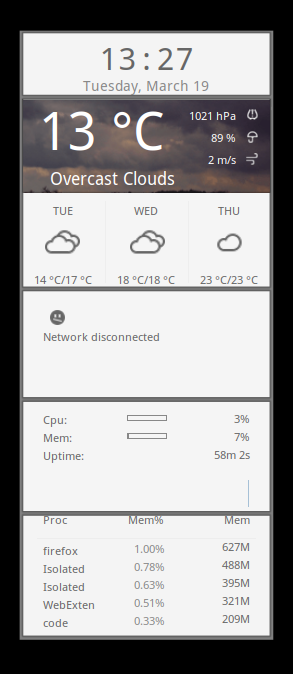 13:27
Tuesday, March 19
13 °C
1021 hPa
89 %
2 m/s
Overcast Clouds
TUE WED THU
14 °C/17 °C 18 °C/18 °C 23 °C/23 °C
Network disconnected
Cpu: 3%
Mem: 7%
Uptime: 58m 2s
Proc Mem% Mem
firefox 1.00% 627M
Isolated 0.78% 488M
Isolated 0.63% 395M
WebExten 0.51% 321M
code 0.33% 209M